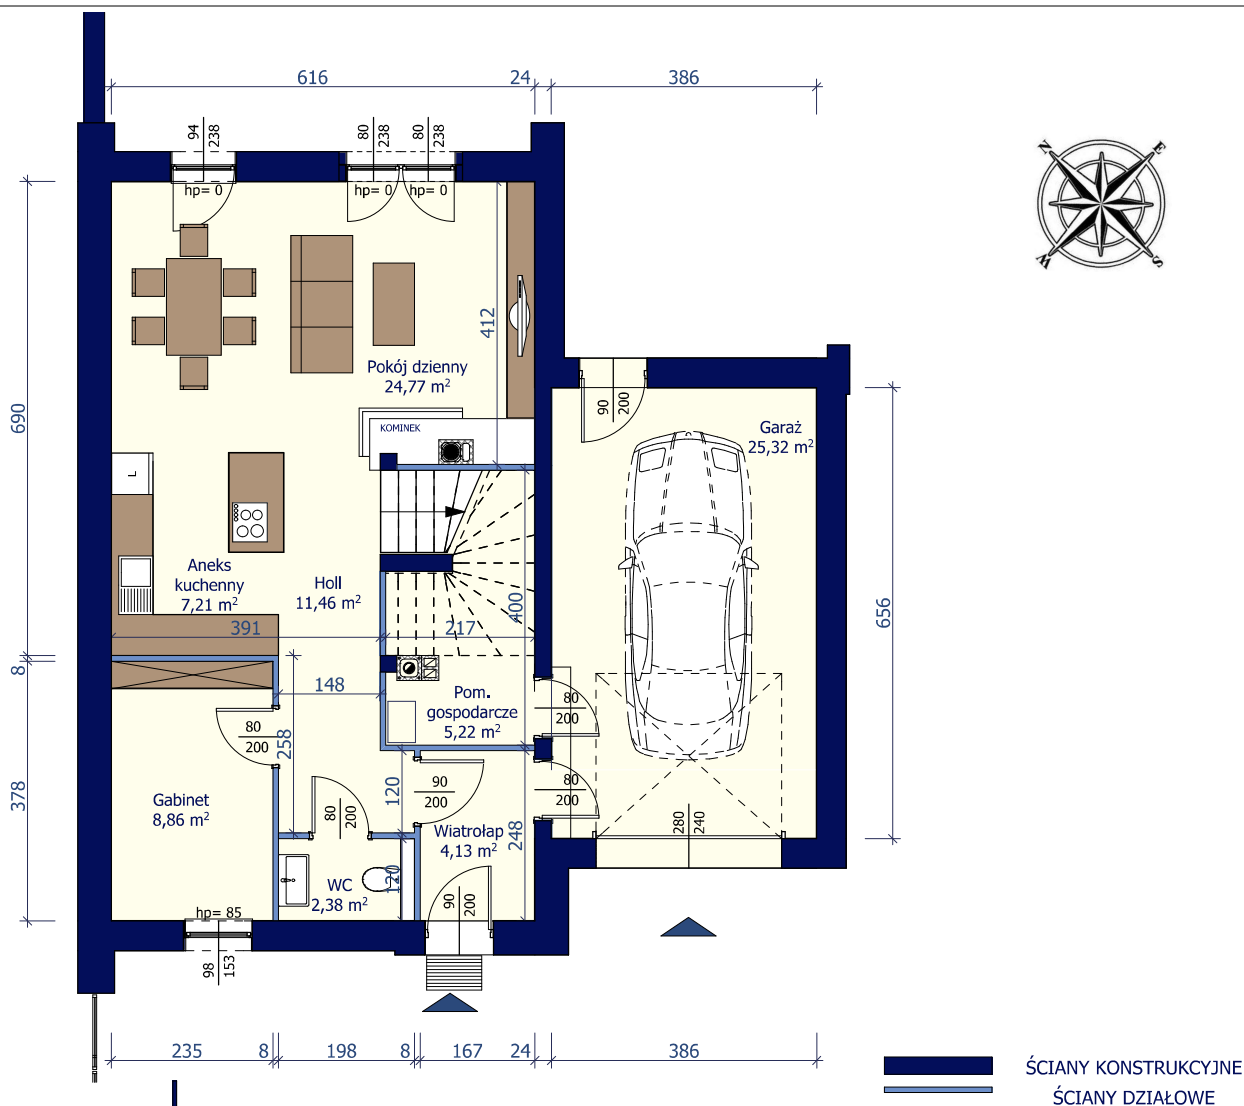 616
24
386
94
238
80
238
80
238
hp= 0
hp= 0
hp= 0
N
E
W
S
412
Pokój dzienny
24,77 m²
KOMINEK
90
200
Garaż
25,32 m²
690
L
Aneks
kuchenny
7,21 m²
Holl
11,46 m²
400
656
391
217
8
148
Pom.
gospodarcze
5,22 m²
80
200
80
200
258
378
Gabinet
8,86 m²
120
90
200
80
200
80
200
280
240
Wiatrołap
4,13 m²
248
WC
2,38 m²
120
90
200
hp= 85
98
153
235
8
198
8
167
24
386
ŚCIANY KONSTRUKCYJNE
ŚCIANY DZIAŁOWE